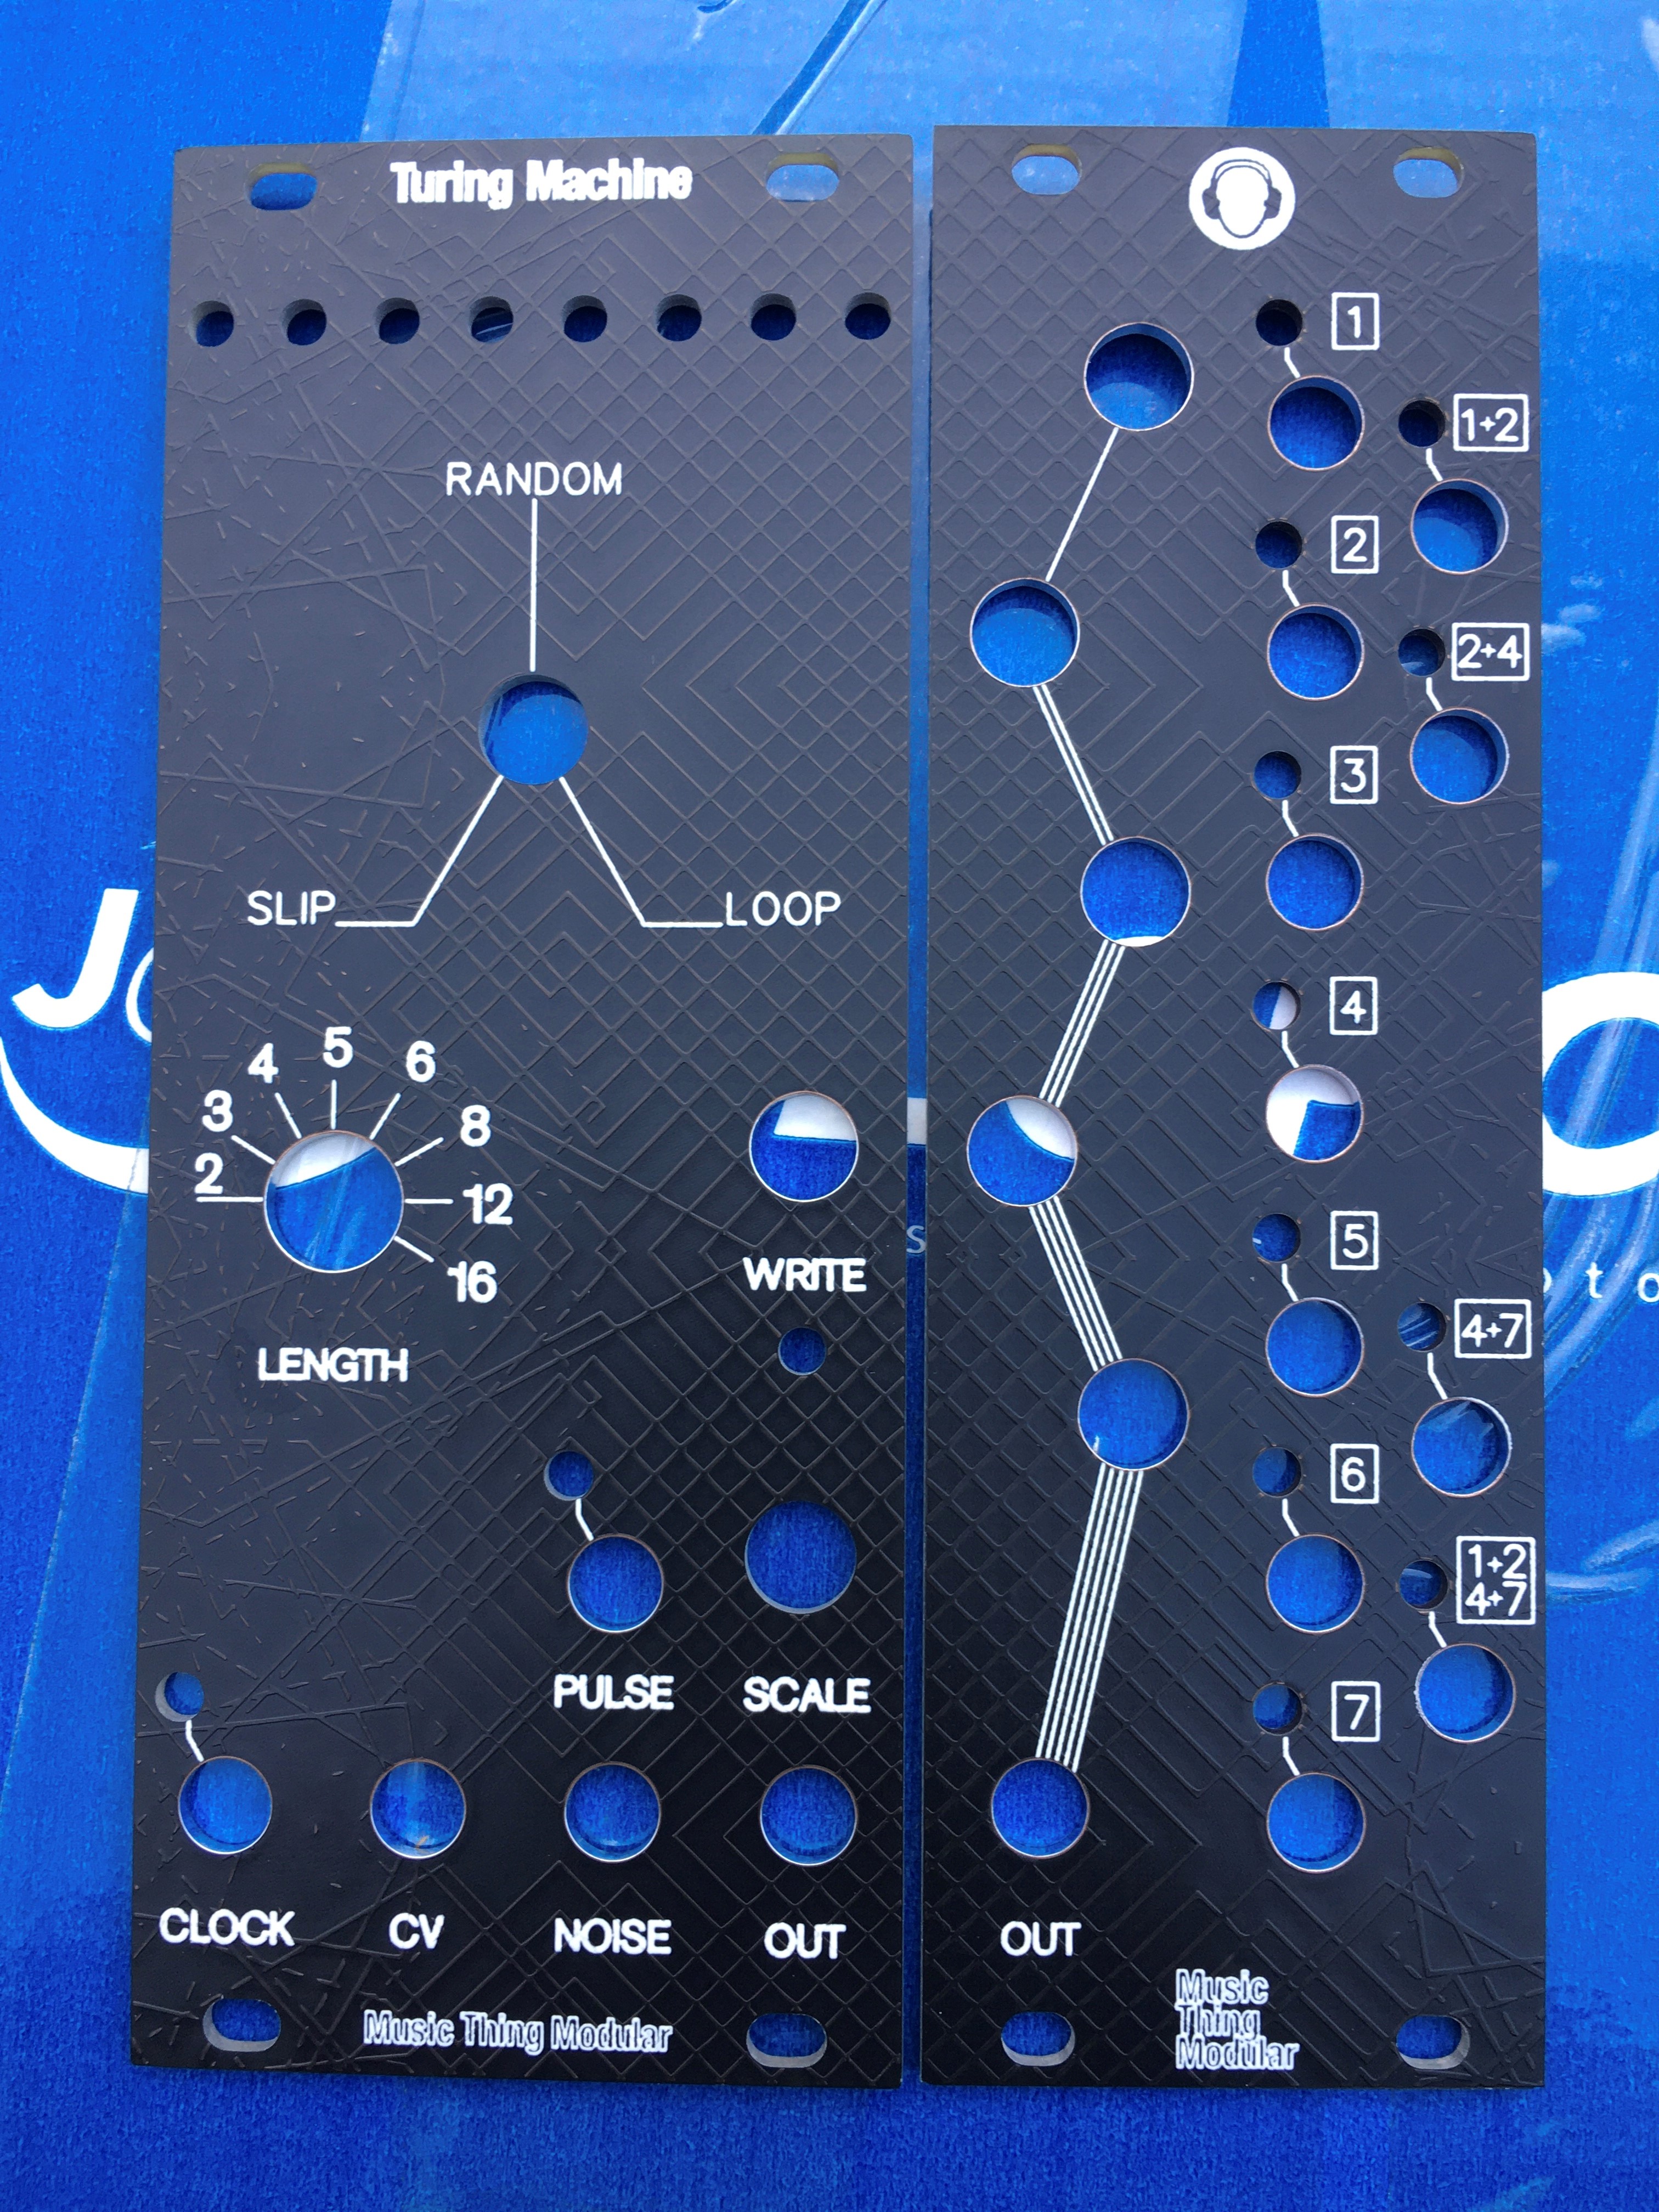 Turing Machine
RANDOM
SLIP
LOOP
2
3
4
5
6
8
12
16
LENGTH
WRITE
PULSE
SCALE
CLOCK
CV
NOISE
OUT
Music Thing Modular
1
1+2
2
2+4
3
4
5
4+7
6
1+2
4+7
7
OUT
Music
Thing
Modular